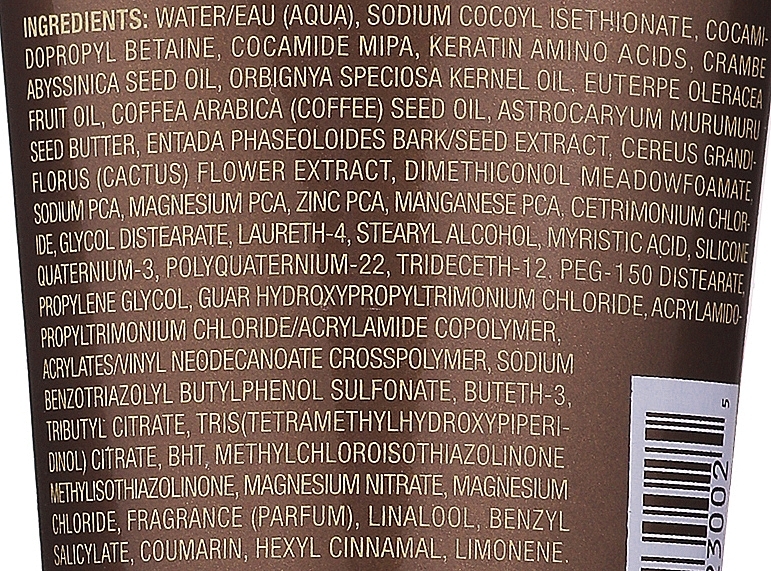 INGREDIENTS: WATER/EAU (AQUA), SODIUM COCOYL ISETHIONATE, COCAMI-
DOPROPYL BETAINE, COCAMIDE MIPA, KERATIN AMINO ACIDS, CRAMBE
ABYSSINICA SEED OIL, ORBIGNYA SPECIOSA KERNEL OIL, EUTERPE OLERACEA
FRUIT OIL, COFFEA ARABICA (COFFEE) SEED OIL, ASTROCARYUM MURUMURU
SEED BUTTER, ENTADA PHASEOLOIDES BARK/SEED EXTRACT, CEREUS GRANDI-
FLORUS (CACTUS) FLOWER EXTRACT, DIMETHICONOL MEADOWFOAMATE,
SODIUM PCA, MAGNESIUM PCA, ZINC PCA, MANGANESE PCA, CETRIMONIUM CHLOR-
IDE, GLYCOL DISTEARATE, LAURETH-4, STEARYL ALCOHOL, MYRISTIC ACID, SILICONE
QUATERNIUM-3, POLYQUATERNIUM-22, TRIDECETH-12, PEG-150 DISTEARATE,
PROPYLENE GLYCOL, GUAR HYDROXYPROPYLTRIMONIUM CHLORIDE, ACRYLAMIDO-
PROPYLTRIMONIUM CHLORIDE/ACRYLAMIDE COPOLYMER,
ACRYLATES/VINYL NEODECANOATE CROSSPOLYMER, SODIUM
BENZOTRIAZOLYL BUTYLPHENOL SULFONATE, BUTETH-3,
TRIBUTYL CITRATE, TRIS(TETRAMETHYLHYDROXYPIPERI-
DINOL) CITRATE, BHT, METHYLCHLOROISOTHIAZOLINONE
METHYLISOTHIAZOLINONE, MAGNESIUM NITRATE, MAGNESIUM
CHLORIDE, FRAGRANCE (PARFUM), LINALOOL, BENZYL
SALICYLATE, COUMARIN, HEXYL CINNAMAL, LIMONENE.
23002 5